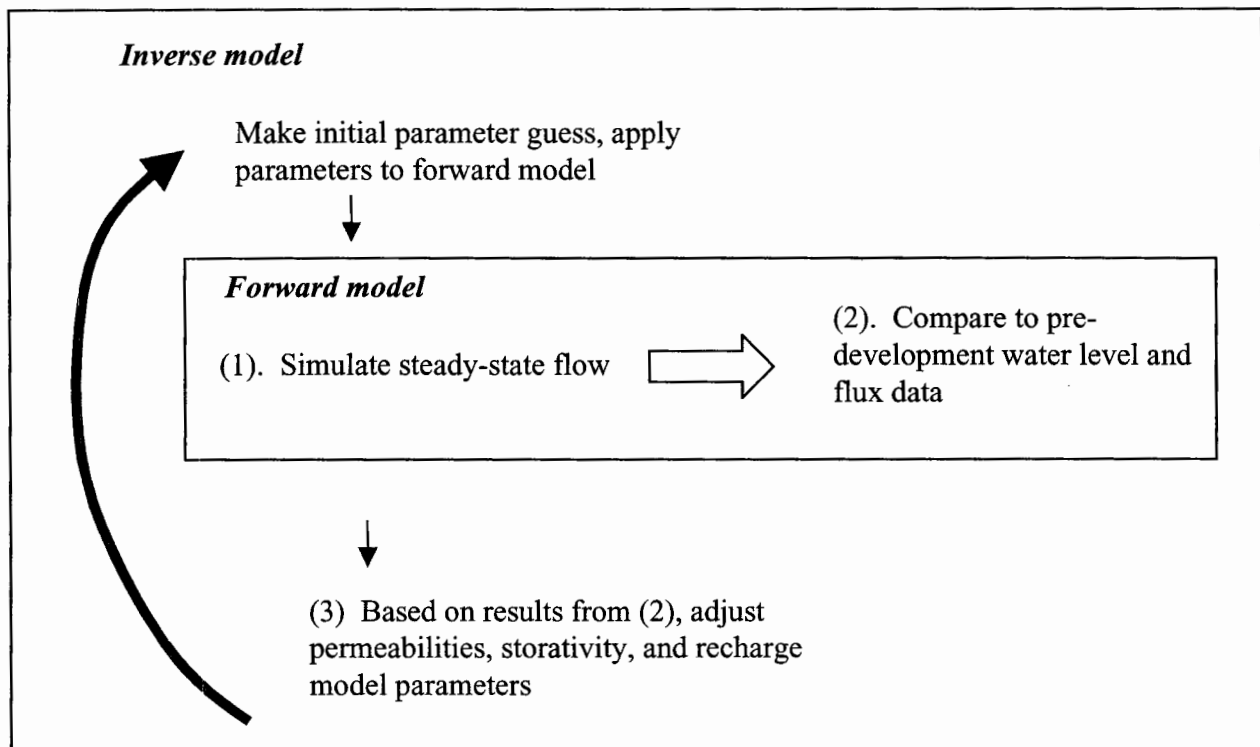 Inverse model
Make initial parameter guess, apply
parameters to forward model
Forward model
(1). Simulate steady-state flow
(2). Compare to pre-
development water level and
flux data
(3) Based on results from (2), adjust
permeabilities, storativity, and recharge
model parameters